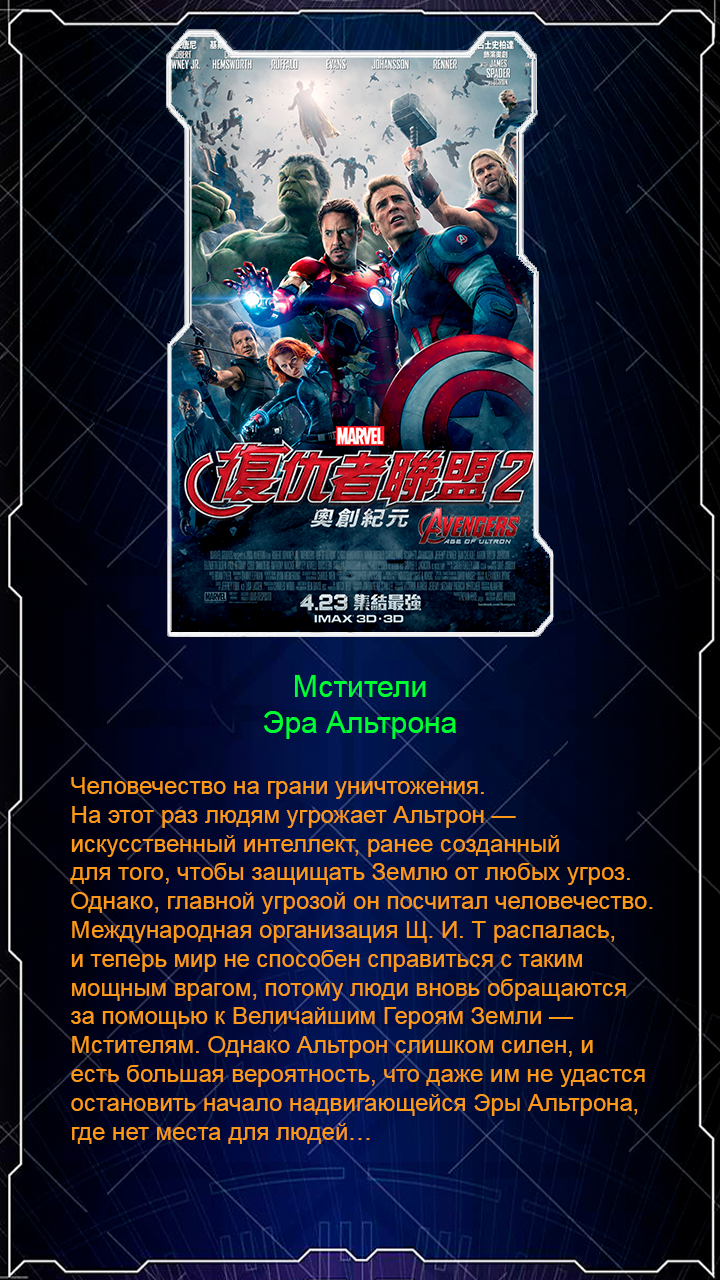 HEMSWORTH RUFFALO EVANS JOHANSSON RENNER JAMES SPADER
MARVEL
復仇者聯盟2
奧創紀元
AVENGERS
AGE OF ULTRON
4.23 集結最強
IMAX 3D·3D
Мстители
Эра Альтрона
Человечество на грани уничтожения.
На этот раз людям угрожает Альтрон —
искусственный интеллект, ранее созданный
для того, чтобы защищать Землю от любых угроз.
Однако, главной угрозой он посчитал человечество.
Международная организация Щ. И. Т распалась,
и теперь мир не способен справиться с таким
мощным врагом, потому люди вновь обращаются
за помощью к Величайшим Героям Земли —
Мстителям. Однако Альтрон слишком силен, и
есть большая вероятность, что даже им не удастся
остановить начало надвигающейся Эры Альтрона,
где нет места для людей…